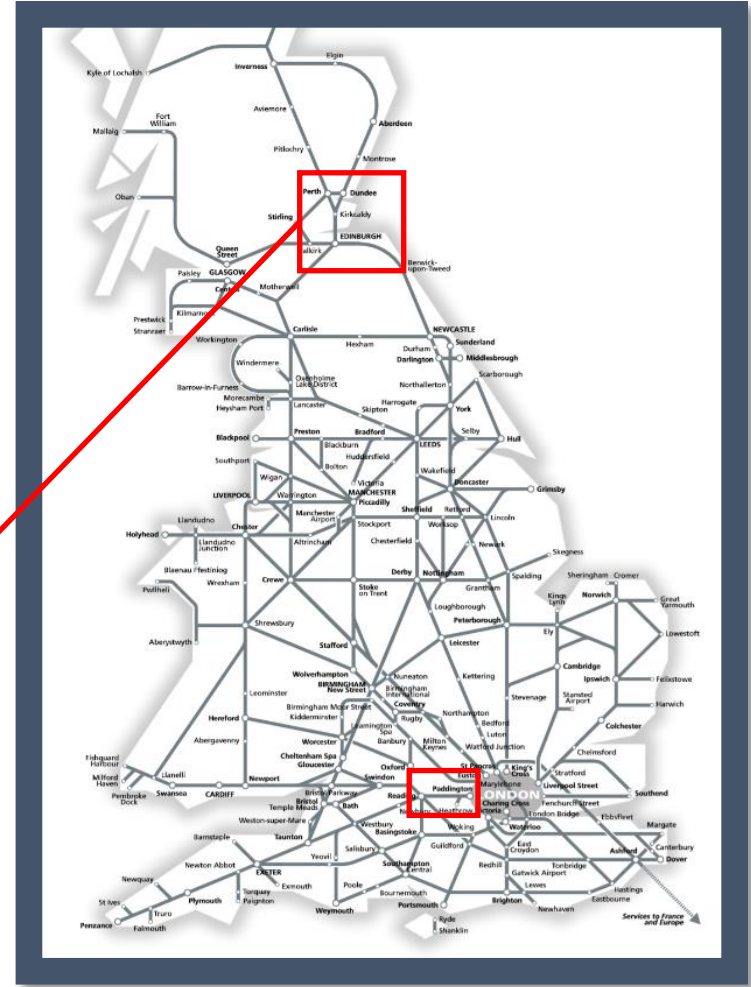 Elgin
Inverness
Kyle of Lochalsh
Aviemore
Fort
William
Mallaig
Aberdeen
Pitlochry
Montrose
Perth
Dundee
Oban
Kirkcaldy
Stirling
EDINBURGH
Queen
Street
alkirk
Berwick-
upon-Tweed
Paisley
GLASGOW
Central
Motherwell
Prestwick
Kilmarno
Stranraer
Carlisle
NEWCASTLE
Workington
Hexham
Sunderland
Durham
Darlington
Middlesbrough
Windermere
Oxenholme
Lake District
Scarborough
Barrow-in-Furness
Northallerton
Morecambe
Heysham Port
Lancaster
Harrogate
York
Skipton
Blackpool
Preston
Bradford
LEEDS
Selby
Hull
Blackburn
Huddersfield
Southport
Bolton
Wakefield
Wigan
Victoria
Doncaster
LIVERPOOL
Warrington
MANCHESTER
Piccadilly
Grimsby
Manchester
Airport
Sheffield
Retford
Lincoln
Llandudno
Stockport
Worksop
Holyhead
Chester
Llandudno
Junction
Altrincham
Chesterfield
Newark
Skegness
Blaenau Ffestiniog
Wrexham
Crewe
Stoke
on Trent
Derby
Nottingham
Grantham
Spalding
Sheringham
Cromer
Pwllheli
Kings
Lynn
Norwich
Great
Yarmouth
Loughborough
Peterborough
Shrewsbury
Ely
Lowestoft
Aberystwyth
Stafford
Leicester
Wolverhampton
Cambridge
BIRMINGHAM
New Street
Nuneaton
Kettering
Ipswich
Felixstowe
Birmingham
International
Leominster
Stevenage
Stansted
Airport
Birmingham Moor Street
Coventry
Harwich
Hereford
Kidderminster
Rugby
Northampton
Leamington
Spa
Bedford
Colchester
Abergavenny
Worcester
Banbury
Milton
Keynes
Luton
Cheltenham Spa
Watford Junction
Chelmsford
Fishguard
Harbour
Gloucester
Oxford
St Pancras
King's
Cross
Stratford
Milford
Haven
Llanelli
Newport
Swindon
Euston
Marylebone
Liverpool Street
Pembroke
Dock
Swansea
CARDIFF
Bristol Parkway
Paddington
LONDON
Southend
Bristol
Temple Meads
Bath
Reading
Charing Cross
Fenchurch Street
Newbury
Heathrow
Victoria
London Bridge
Ebbsfleet
Weston-super-Mare
Westbury
Basingstoke
Woking
Waterloo
Margate
Barnstaple
Taunton
Salisbury
Guildford
East
Croydon
Canterbury
Yeovil
Ashford
Dover
Newton Abbot
EXETER
Southampton
Central
Redhill
Tonbridge
Gatwick Airport
Newquay
Exmouth
Poole
Lewes
Hastings
Torquay
Paignton
Bournemouth
Eastbourne
St Ives
Plymouth
Weymouth
Portsmouth
Brighton
Newhaven
Truro
Penzance
Falmouth
Ryde
Shanklin
Services to France
and Europe